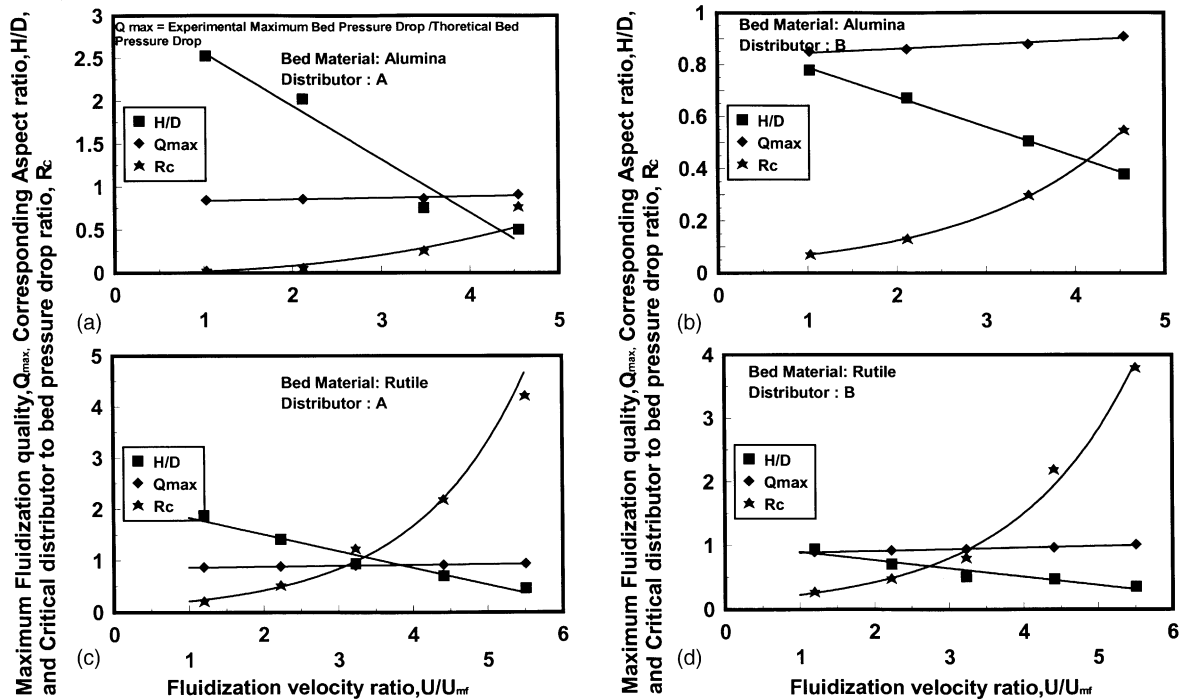 Maximum Fluidization quality,Qmax, Corresponding Aspect ratio,H/D,
and Critical distributor to bed pressure drop ratio, Rc
Q max = Experimental Maximum Bed Pressure Drop /Thoretical Bed
Pressure Drop
Bed Material: Alumina
Distributor : A
H/D
Qmax
Rc
3
2.5
2
1.5
1
0.5
0
0 2 4
1 3 5
(a)
Bed Material: Rutile
Distributor : A
H/D
Qmax
Rc
5
4
3
2
1
0
0 2 4 6
1 3 5
(c)
Fluidization velocity ratio,U/Umf
Maximum Fluidization quality,Qmax, Corresponding Aspect ratio,H/D,
and Critical distributor to bed pressure drop ratio, Rc
Bed Material: Alumina
Distributor : B
H/D
Qmax
Rc
1
0.8
0.6
0.4
0.2
0
0 2 4
1 3 5
(b)
Bed Material: Rutile
Distributor : B
H/D
Qmax
Rc
4
3
2
1
0
0 2 4 6
1 3 5
(d)
Fluidization velocity ratio,U/Umf